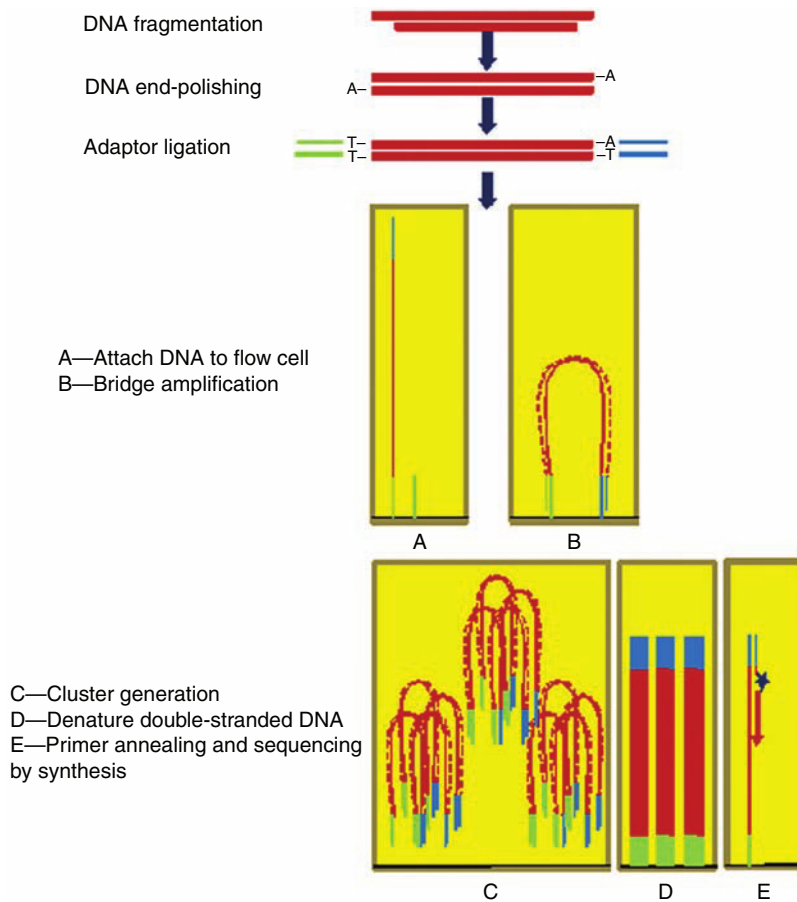 DNA fragmentation
–A
DNA end-polishing
A–
Adaptor ligation
T– –A
T– –T
A—Attach DNA to flow cell
B—Bridge amplification
A B
C—Cluster generation
D—Denature double-stranded DNA
E—Primer annealing and sequencing
by synthesis
C D E